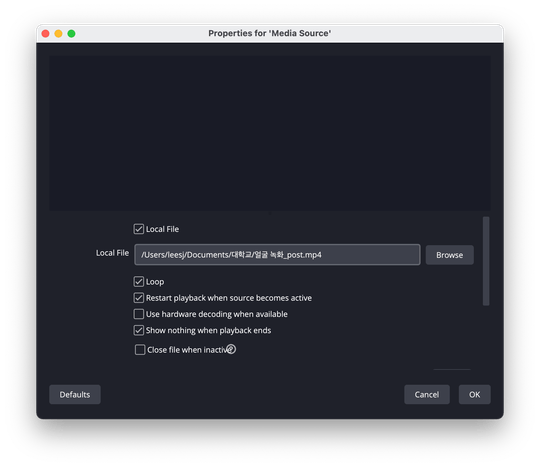 Properties for 'Media Source'
Local File
Local File /Users/leesj/Documents/대학교/얼굴 녹화_post.mp4 Browse
Loop
Restart playback when source becomes active
Use hardware decoding when available
Show nothing when playback ends
Close file when inactive
Defaults Cancel OK